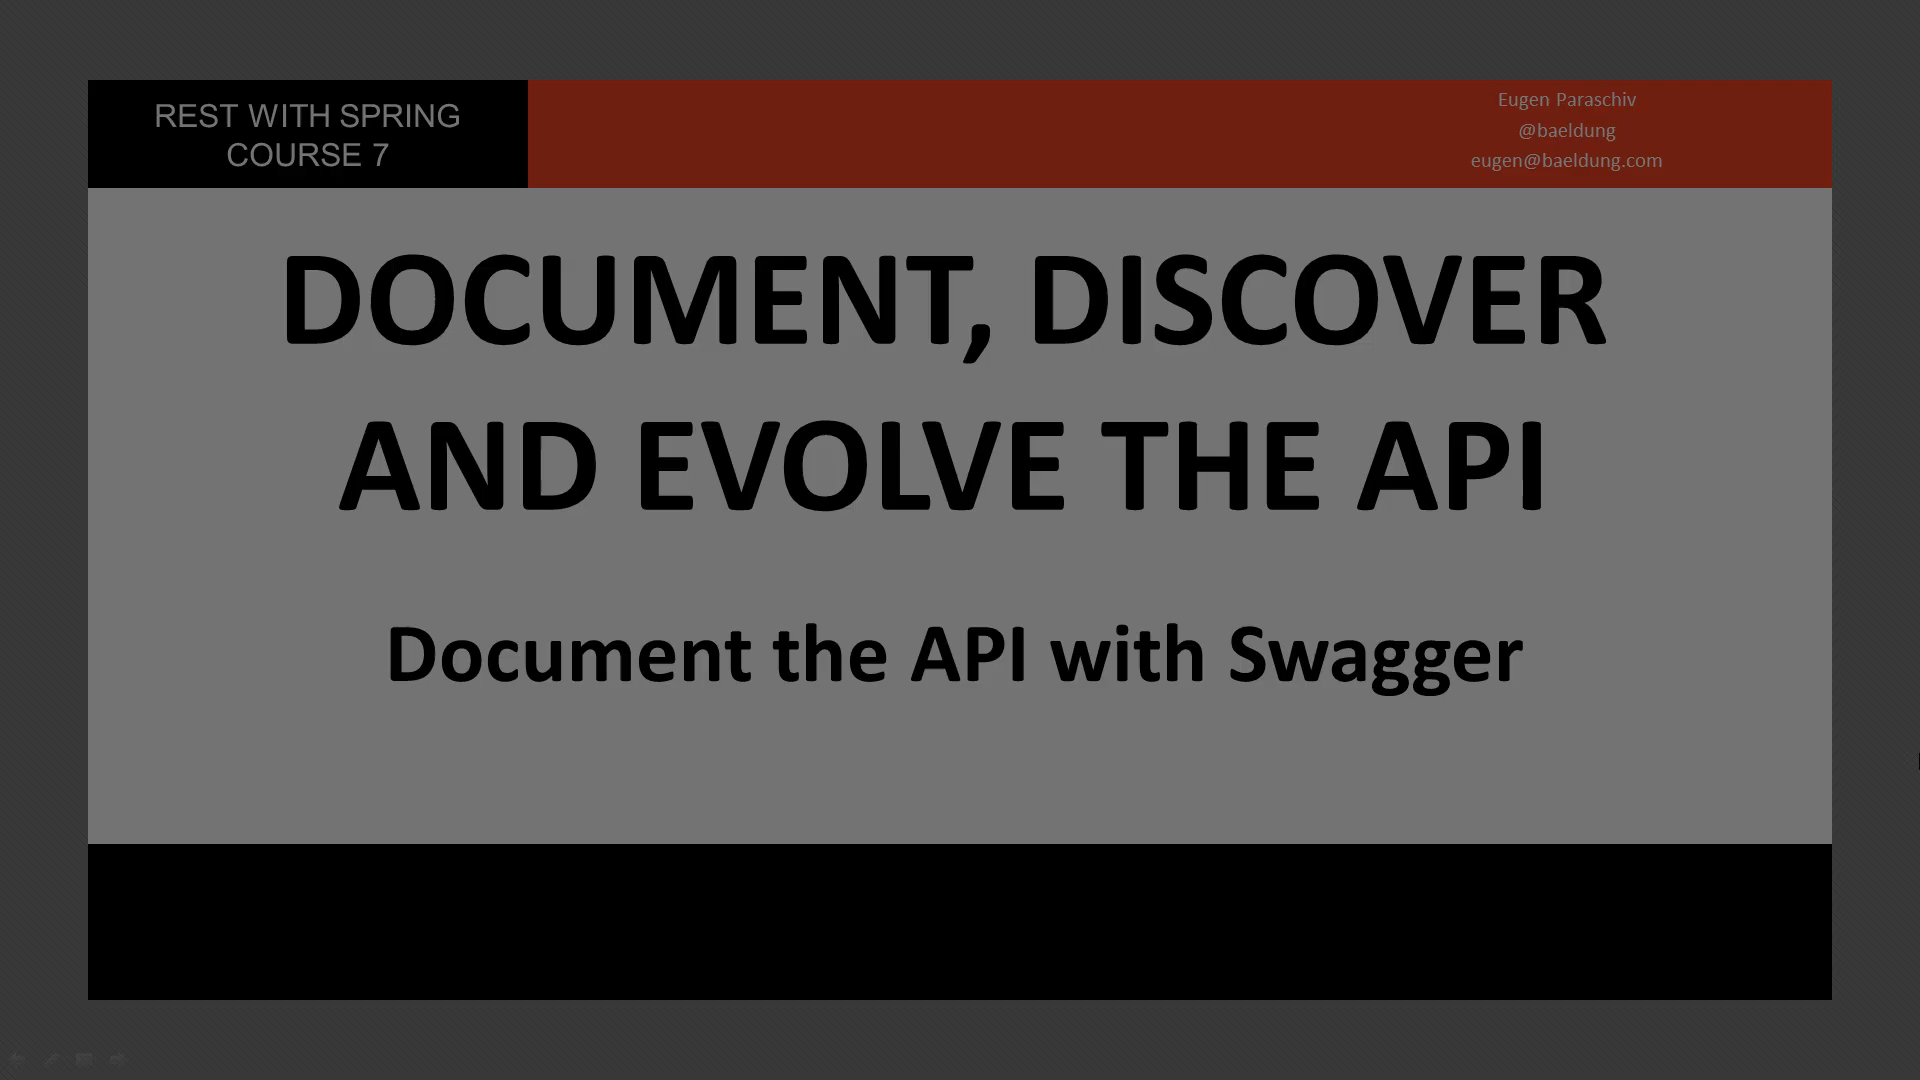 REST WITH SPRING
COURSE 7
Eugen Paraschiv
@baeldung
eugen@baeldung.com
DOCUMENT, DISCOVER
AND EVOLVE THE API
Document the API with Swagger